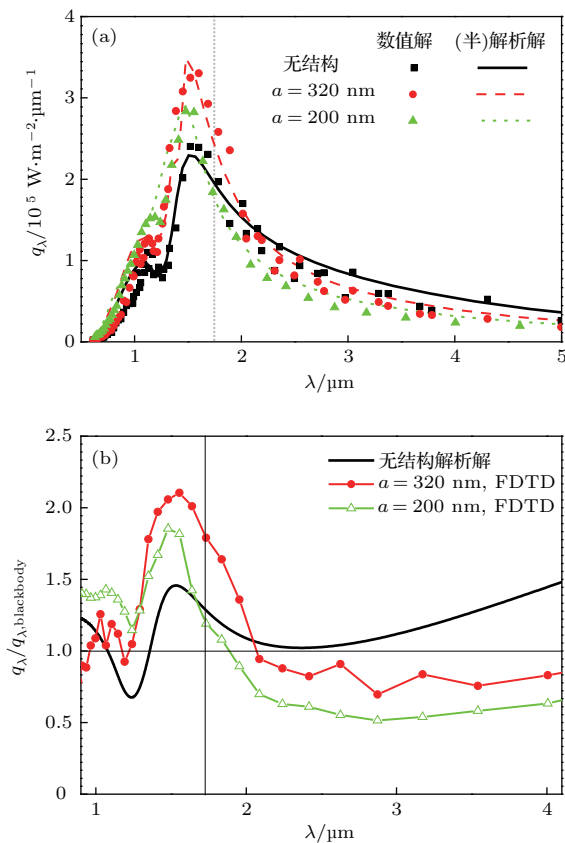 (a) 数值解 (半)解析解
无结构
a = 320 nm
a = 200 nm
qλ/10⁵ W·m⁻²·μm⁻¹
4
3
2
1
0
1 2 3 4 5
λ/μm
(b)
无结构解析解
a = 320 nm, FDTD
a = 200 nm, FDTD
qλ/qλ,blackbody
2.5
2.0
1.5
1.0
0.5
0
1 2 3 4
λ/μm